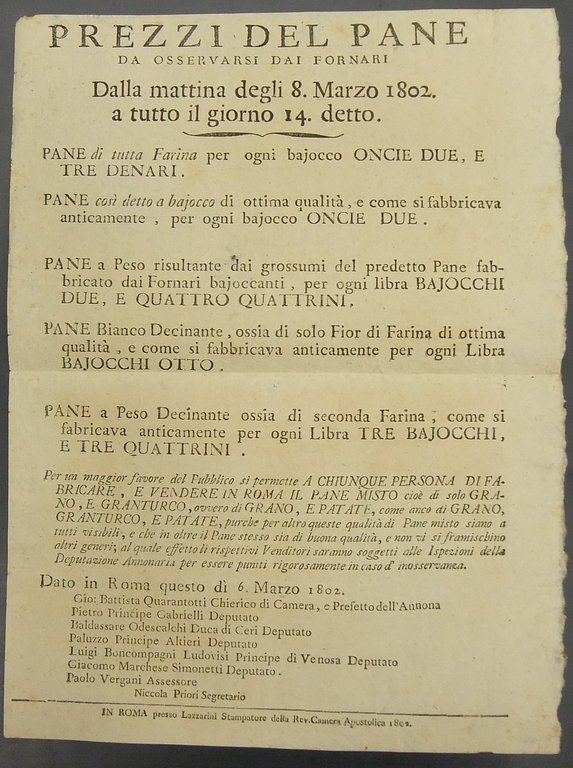 PREZZI DEL PANE
DA OSSERVARSI DAI FORNARI
Dalla mattina degli 8. Marzo 1802.
a tutto il giorno 14. detto.
PANE di tutta Farina per ogni bajocco ONCIE DUE, E
TRE DENARI.
PANE così detto a bajocco di ottima qualità, e come si fabbricava
anticamente, per ogni bajocco ONCIE DUE.
PANE a Peso risultante dai grossumi del predetto Pane fab-
bricato dai Fornari bajoccanti, per ogni libra BAJOCCHI
DUE, E QUATTRO QUATTRINI.
PANE Bianco Decinante, ossia di solo Fior di Farina di ottima
qualità, e come si fabbricava anticamente per ogni Libra
BAJOCCHI OTTO.
PANE a Peso Decinante ossia di seconda Farina, come si
fabricava anticamente per ogni Libra TRE BAJOCCHI,
E TRE QUATTRINI.
Per un maggior favore del Pubblico si permette A CHIUNQUE PERSONA DI FA-
BRICARE, E VENDERE IN ROMA IL PANE MISTO cioè di solo GRA-
NO, E GRANTURCO, ovvero di GRANO, E PATATE, come anco di GRANO,
GRANTURCO, E PATATE, purche per altro queste qualità di Pane misto siano a
tutti visibili, e che in oltre il Pane stesso sia di buona qualità, e non vi si framischino
altri generi, al quale effetto li rispettivi Venditori saranno soggetti alle Ispezioni della
Deputazione Annonaria per essere puniti rigorosamente in caso d' inosservanza.
Dato in Roma questo dì 6. Marzo 1802.
Gio: Battista Quarantotti Chierico di Camera, e Prefetto dell'Annona
Pietro Principe Gabrielli Deputato
Baldassare Odescalchi Duca di Ceri Deputato
Paluzzo Principe Altieri Deputato
Luigi Boncompagni Ludovisi Principe di Venosa Deputato
Giacomo Marchese Simonetti Deputato.
Paolo Vergani Assessore
Niccola Priori Segretario
IN ROMA presso Lazzarini Stampatore della Rev. Camera Apostolica 1802.